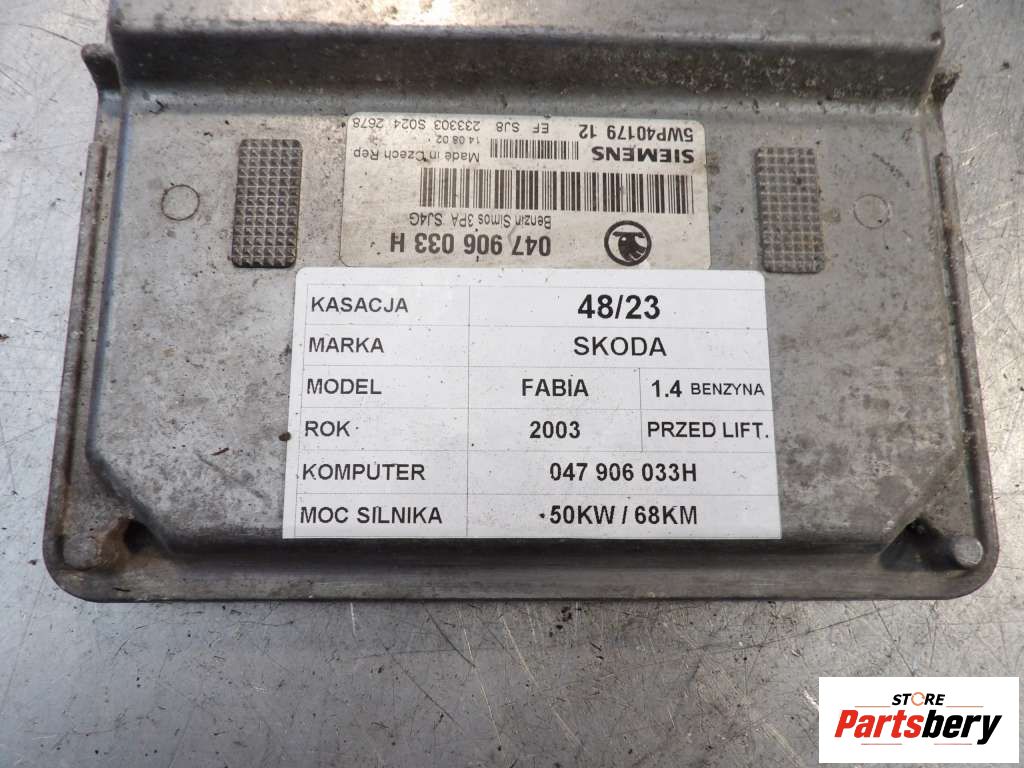 5WP40179 12
EF SJ8 233303 S024 2678
SIEMENS
14 08 02
Made in Czech Rep
Benzin Simos 3PA SJ4G
047 906 033 H
KASACJA 48/23
MARKA SKODA
MODEL FABIA 1.4 BENZYNA
ROK 2003 PRZED LIFT.
KOMPUTER 047 906 033H
MOC SILNIKA 50KW / 68KM
STORE
Partsbery